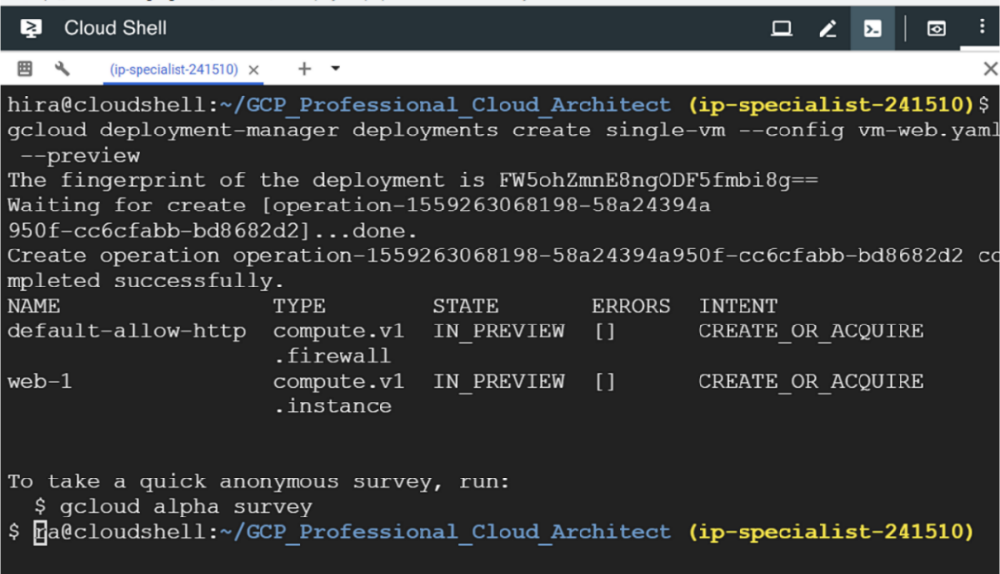 Cloud Shell
(ip-specialist-241510)
hira@cloudshell:~/GCP_Professional_Cloud_Architect (ip-specialist-241510)$
gcloud deployment-manager deployments create single-vm --config vm-web.yaml
--preview
The fingerprint of the deployment is FW5ohZmnE8ngODF5fmbi8g==
Waiting for create [operation-1559263068198-58a24394a
950f-cc6cfabb-bd8682d2]...done.
Create operation operation-1559263068198-58a24394a950f-cc6cfabb-bd8682d2 co
mpleted successfully.
NAME TYPE STATE ERRORS INTENT
default-allow-http compute.v1 IN_PREVIEW [] CREATE_OR_ACQUIRE
.firewall
web-1 compute.v1 IN_PREVIEW [] CREATE_OR_ACQUIRE
.instance
To take a quick anonymous survey, run:
$ gcloud alpha survey
$ ra@cloudshell:~/GCP_Professional_Cloud_Architect (ip-specialist-241510)